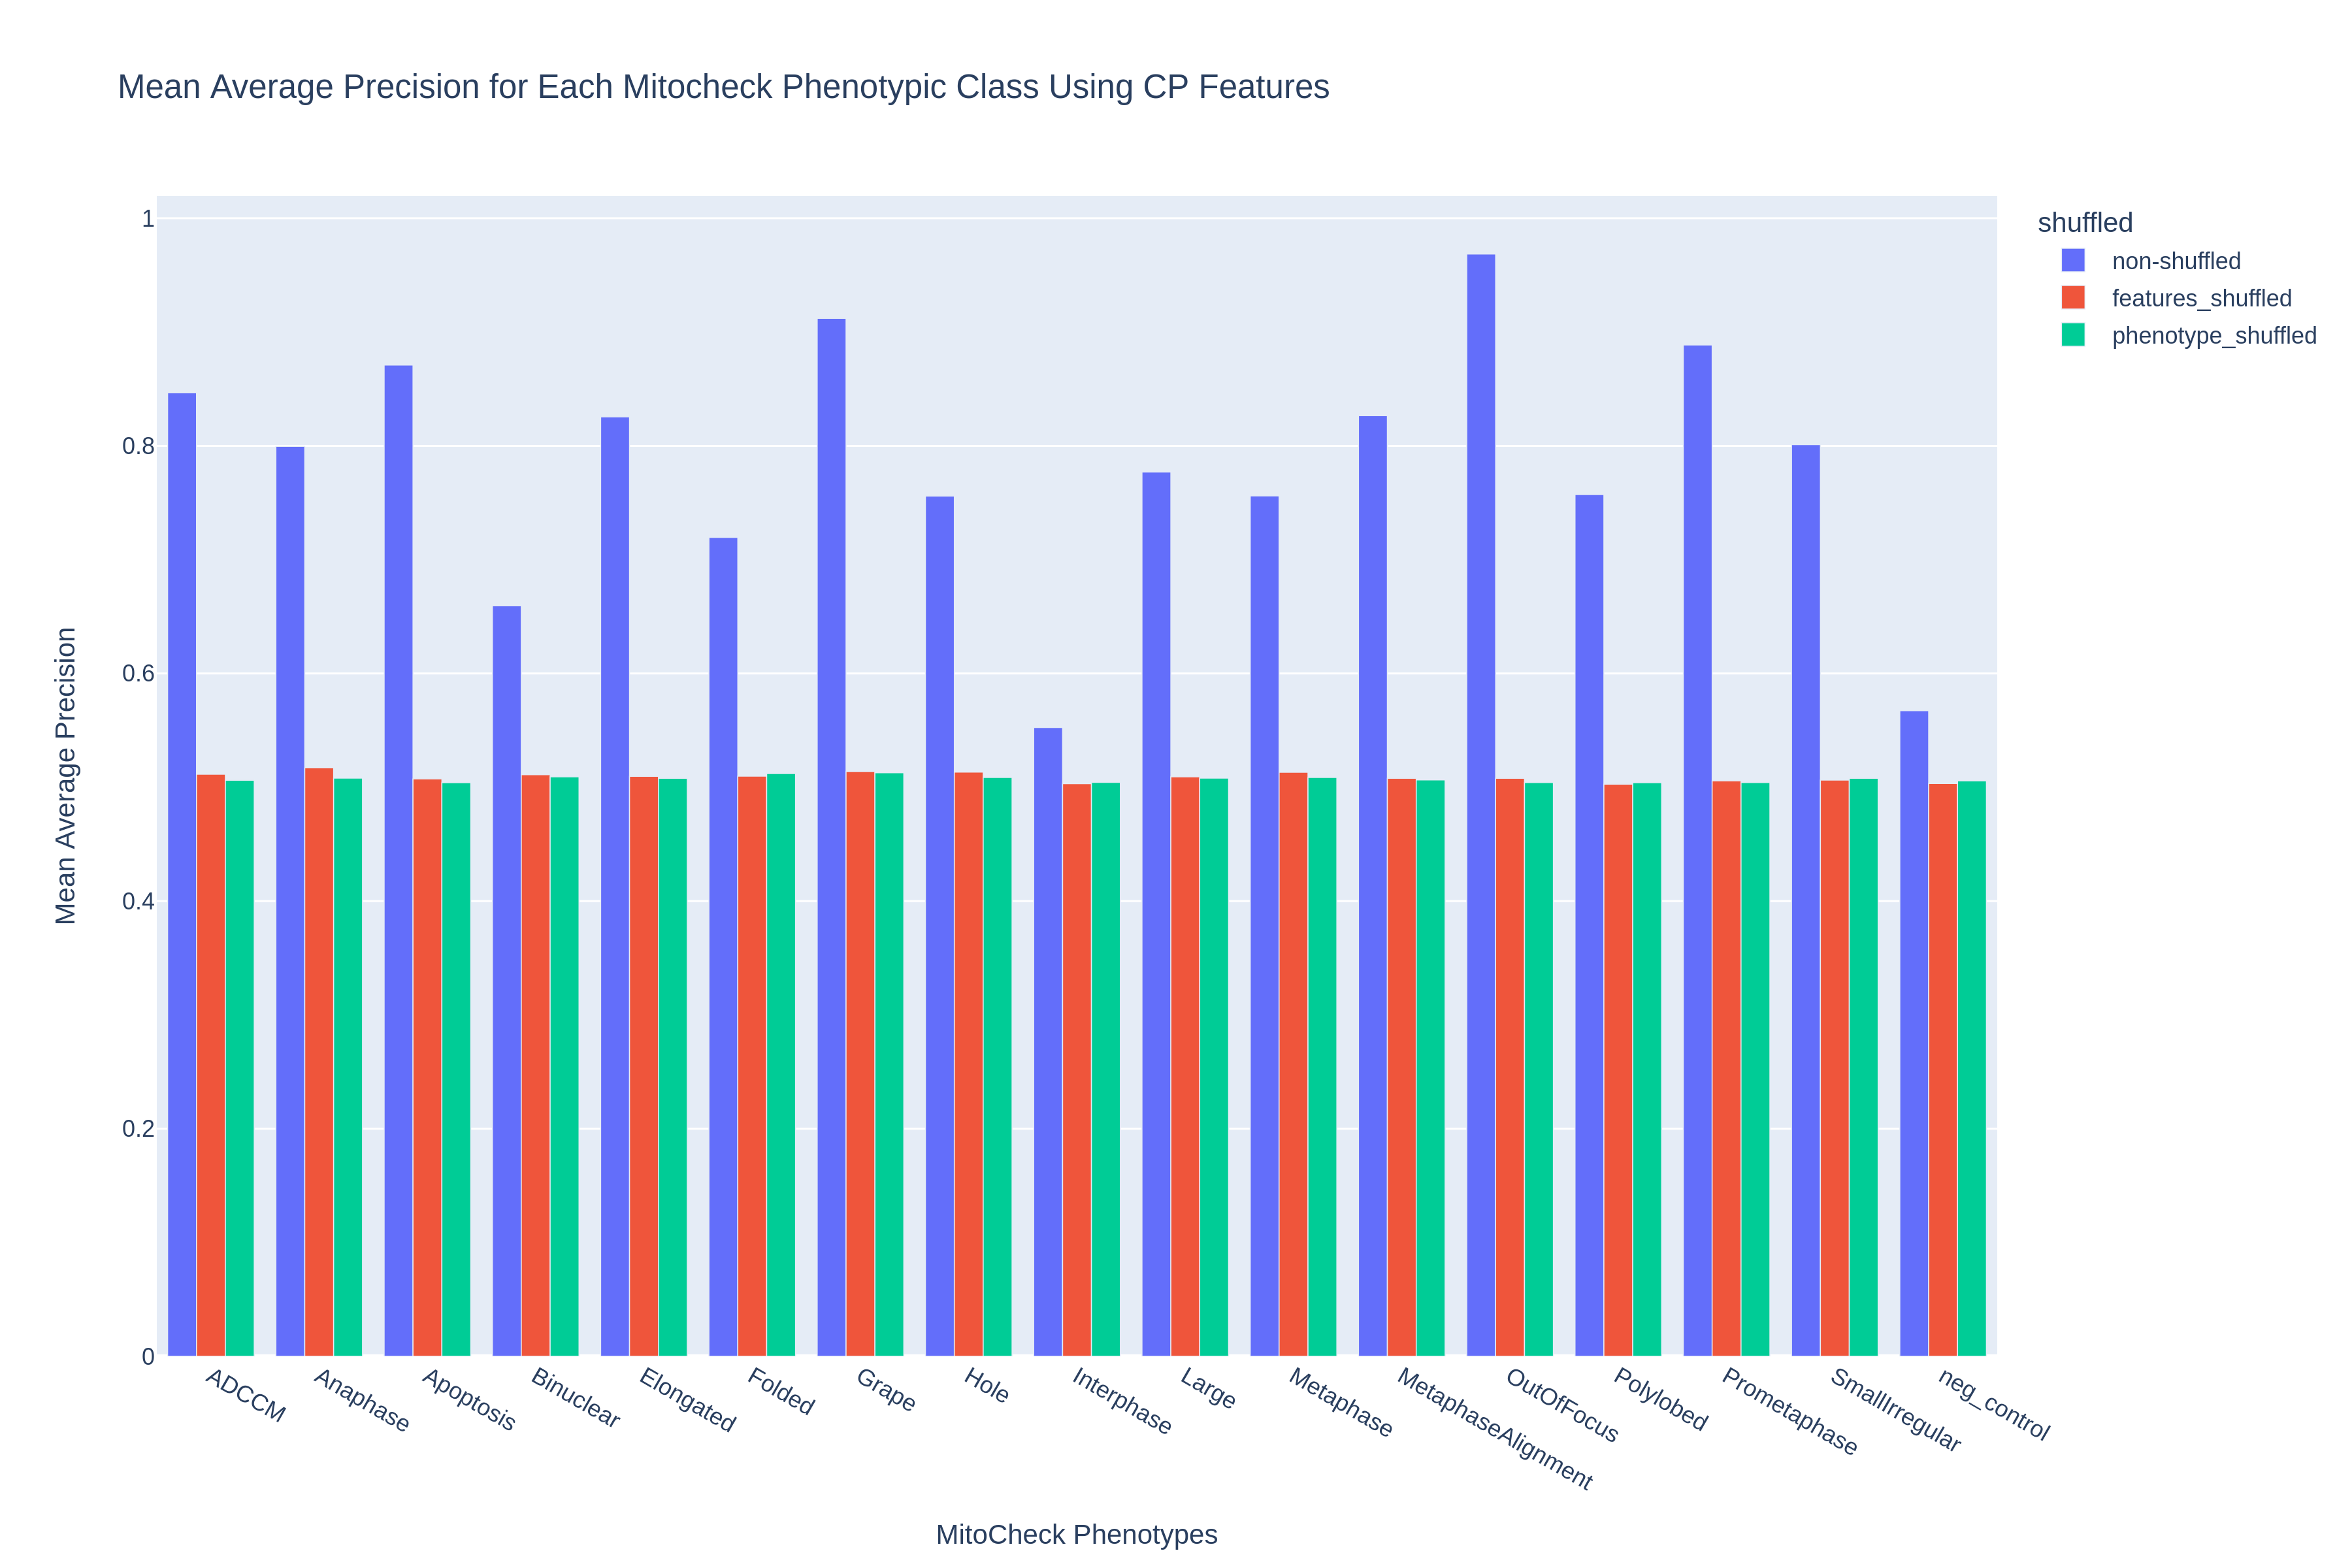 Mean Average Precision for Each Mitocheck Phenotypic Class Using CP Features
shuffled
non-shuffled
features_shuffled
phenotype_shuffled
Mean Average Precision
1
0.8
0.6
0.4
0.2
0
ADCCM
Anaphase
Apoptosis
Binuclear
Elongated
Folded
Grape
Hole
Interphase
Large
Metaphase
MetaphaseAlignment
OutOfFocus
Polylobed
Prometaphase
SmallIrregular
neg_control
MitoCheck Phenotypes